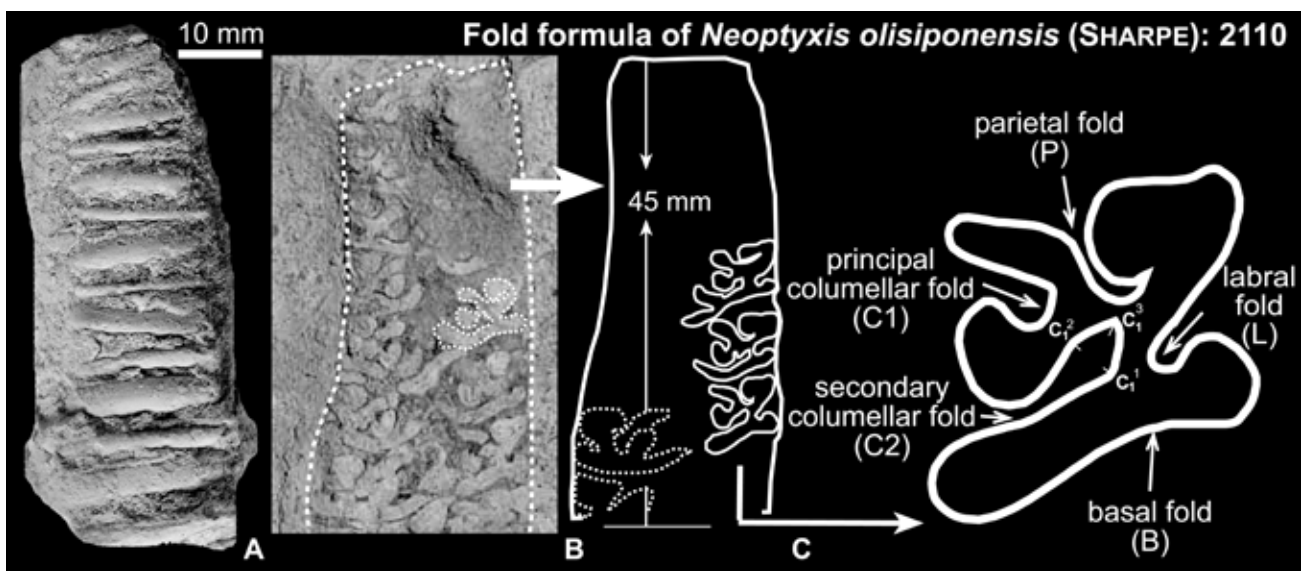 10 mm
Fold formula of Neoptyxis olisiponensis (SHARPE): 2110
parietal fold
(P)
45 mm
principal
columellar fold
(C1)
labral
fold
(L)
C₁²
C₁³
C₁¹
secondary
columellar fold
(C2)
basal fold
(B)
A
B
C